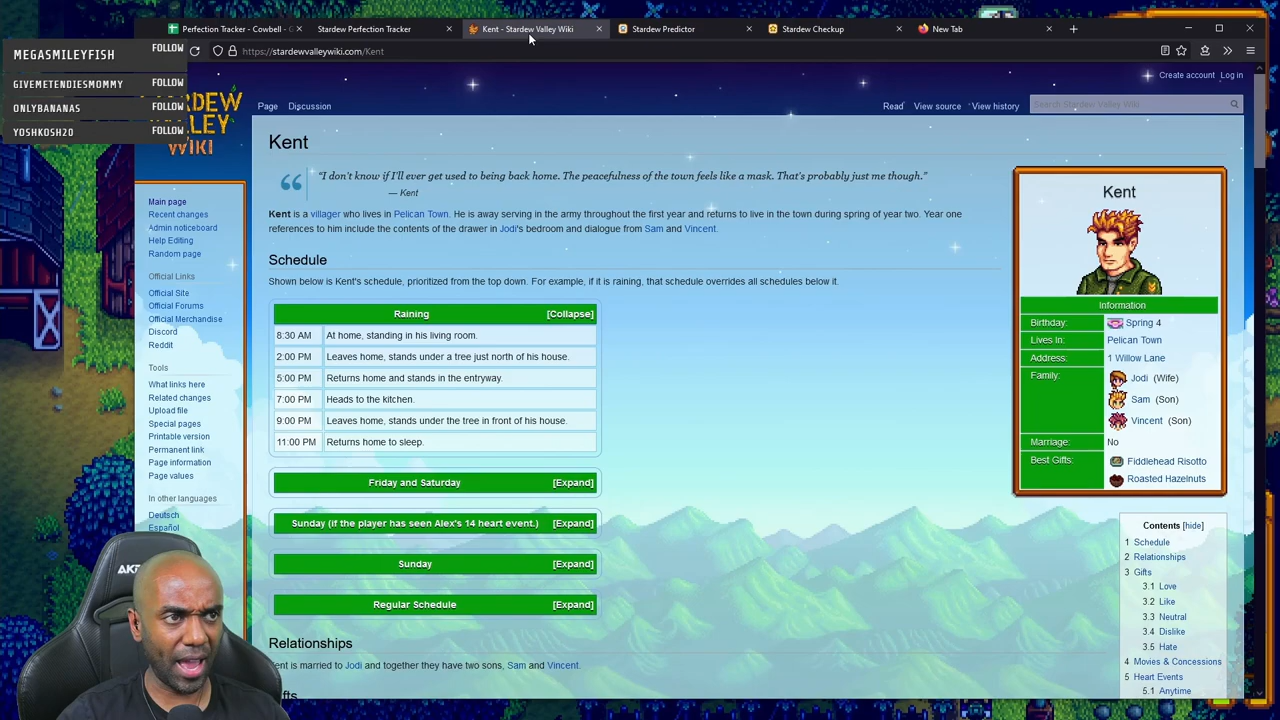 Perfection Tracker - Cowbell -
Stardew Perfection Tracker
Kent - Stardew Valley Wiki
Stardew Predictor
Stardew Checkup
New Tab
MEGASMILEYFISH FOLLOW
GIVEMETENDIESMOMMY FOLLOW
ONLYBANANAS FOLLOW
YOSHKOSH20 FOLLOW
https://stardewvalleywiki.com/Kent
Create account Log in
VALLEY
WIKI
Page Discussion
Read View source View history
Search Stardew Valley Wiki
Main page
Recent changes
Admin noticeboard
Help Editing
Random page
Official Links
Official Site
Official Forums
Official Merchandise
Discord
Reddit
Tools
What links here
Related changes
Upload file
Special pages
Printable version
Permanent link
Page information
Page values
In other languages
Deutsch
Español
AK
Kent
“I don't know if I'll ever get used to being back home. The peacefulness of the town feels like a mask. That's probably just me though.”
— Kent
Kent is a villager who lives in Pelican Town. He is away serving in the army throughout the first year and returns to live in the town during spring of year two. Year one
references to him include the contents of the drawer in Jodi's bedroom and dialogue from Sam and Vincent.
Schedule
Shown below is Kent's schedule, prioritized from the top down. For example, if it is raining, that schedule overrides all schedules below it.
Raining [Collapse]
8:30 AM At home, standing in his living room.
2:00 PM Leaves home, stands under a tree just north of his house.
5:00 PM Returns home and stands in the entryway.
7:00 PM Heads to the kitchen.
9:00 PM Leaves home, stands under the tree in front of his house.
11:00 PM Returns home to sleep.
Friday and Saturday [Expand]
Sunday (if the player has seen Alex's 14 heart event.) [Expand]
Sunday [Expand]
Regular Schedule [Expand]
Relationships
Kent is married to Jodi and together they have two sons, Sam and Vincent.
Kent
Information
Birthday: Spring 4
Lives In: Pelican Town
Address: 1 Willow Lane
Family: Jodi (Wife)
Sam (Son)
Vincent (Son)
Marriage: No
Best Gifts: Fiddlehead Risotto
Roasted Hazelnuts
Contents [hide]
1 Schedule
2 Relationships
3 Gifts
3.1 Love
3.2 Like
3.3 Neutral
3.4 Dislike
3.5 Hate
4 Movies & Concessions
5 Heart Events
5.1 Anytime